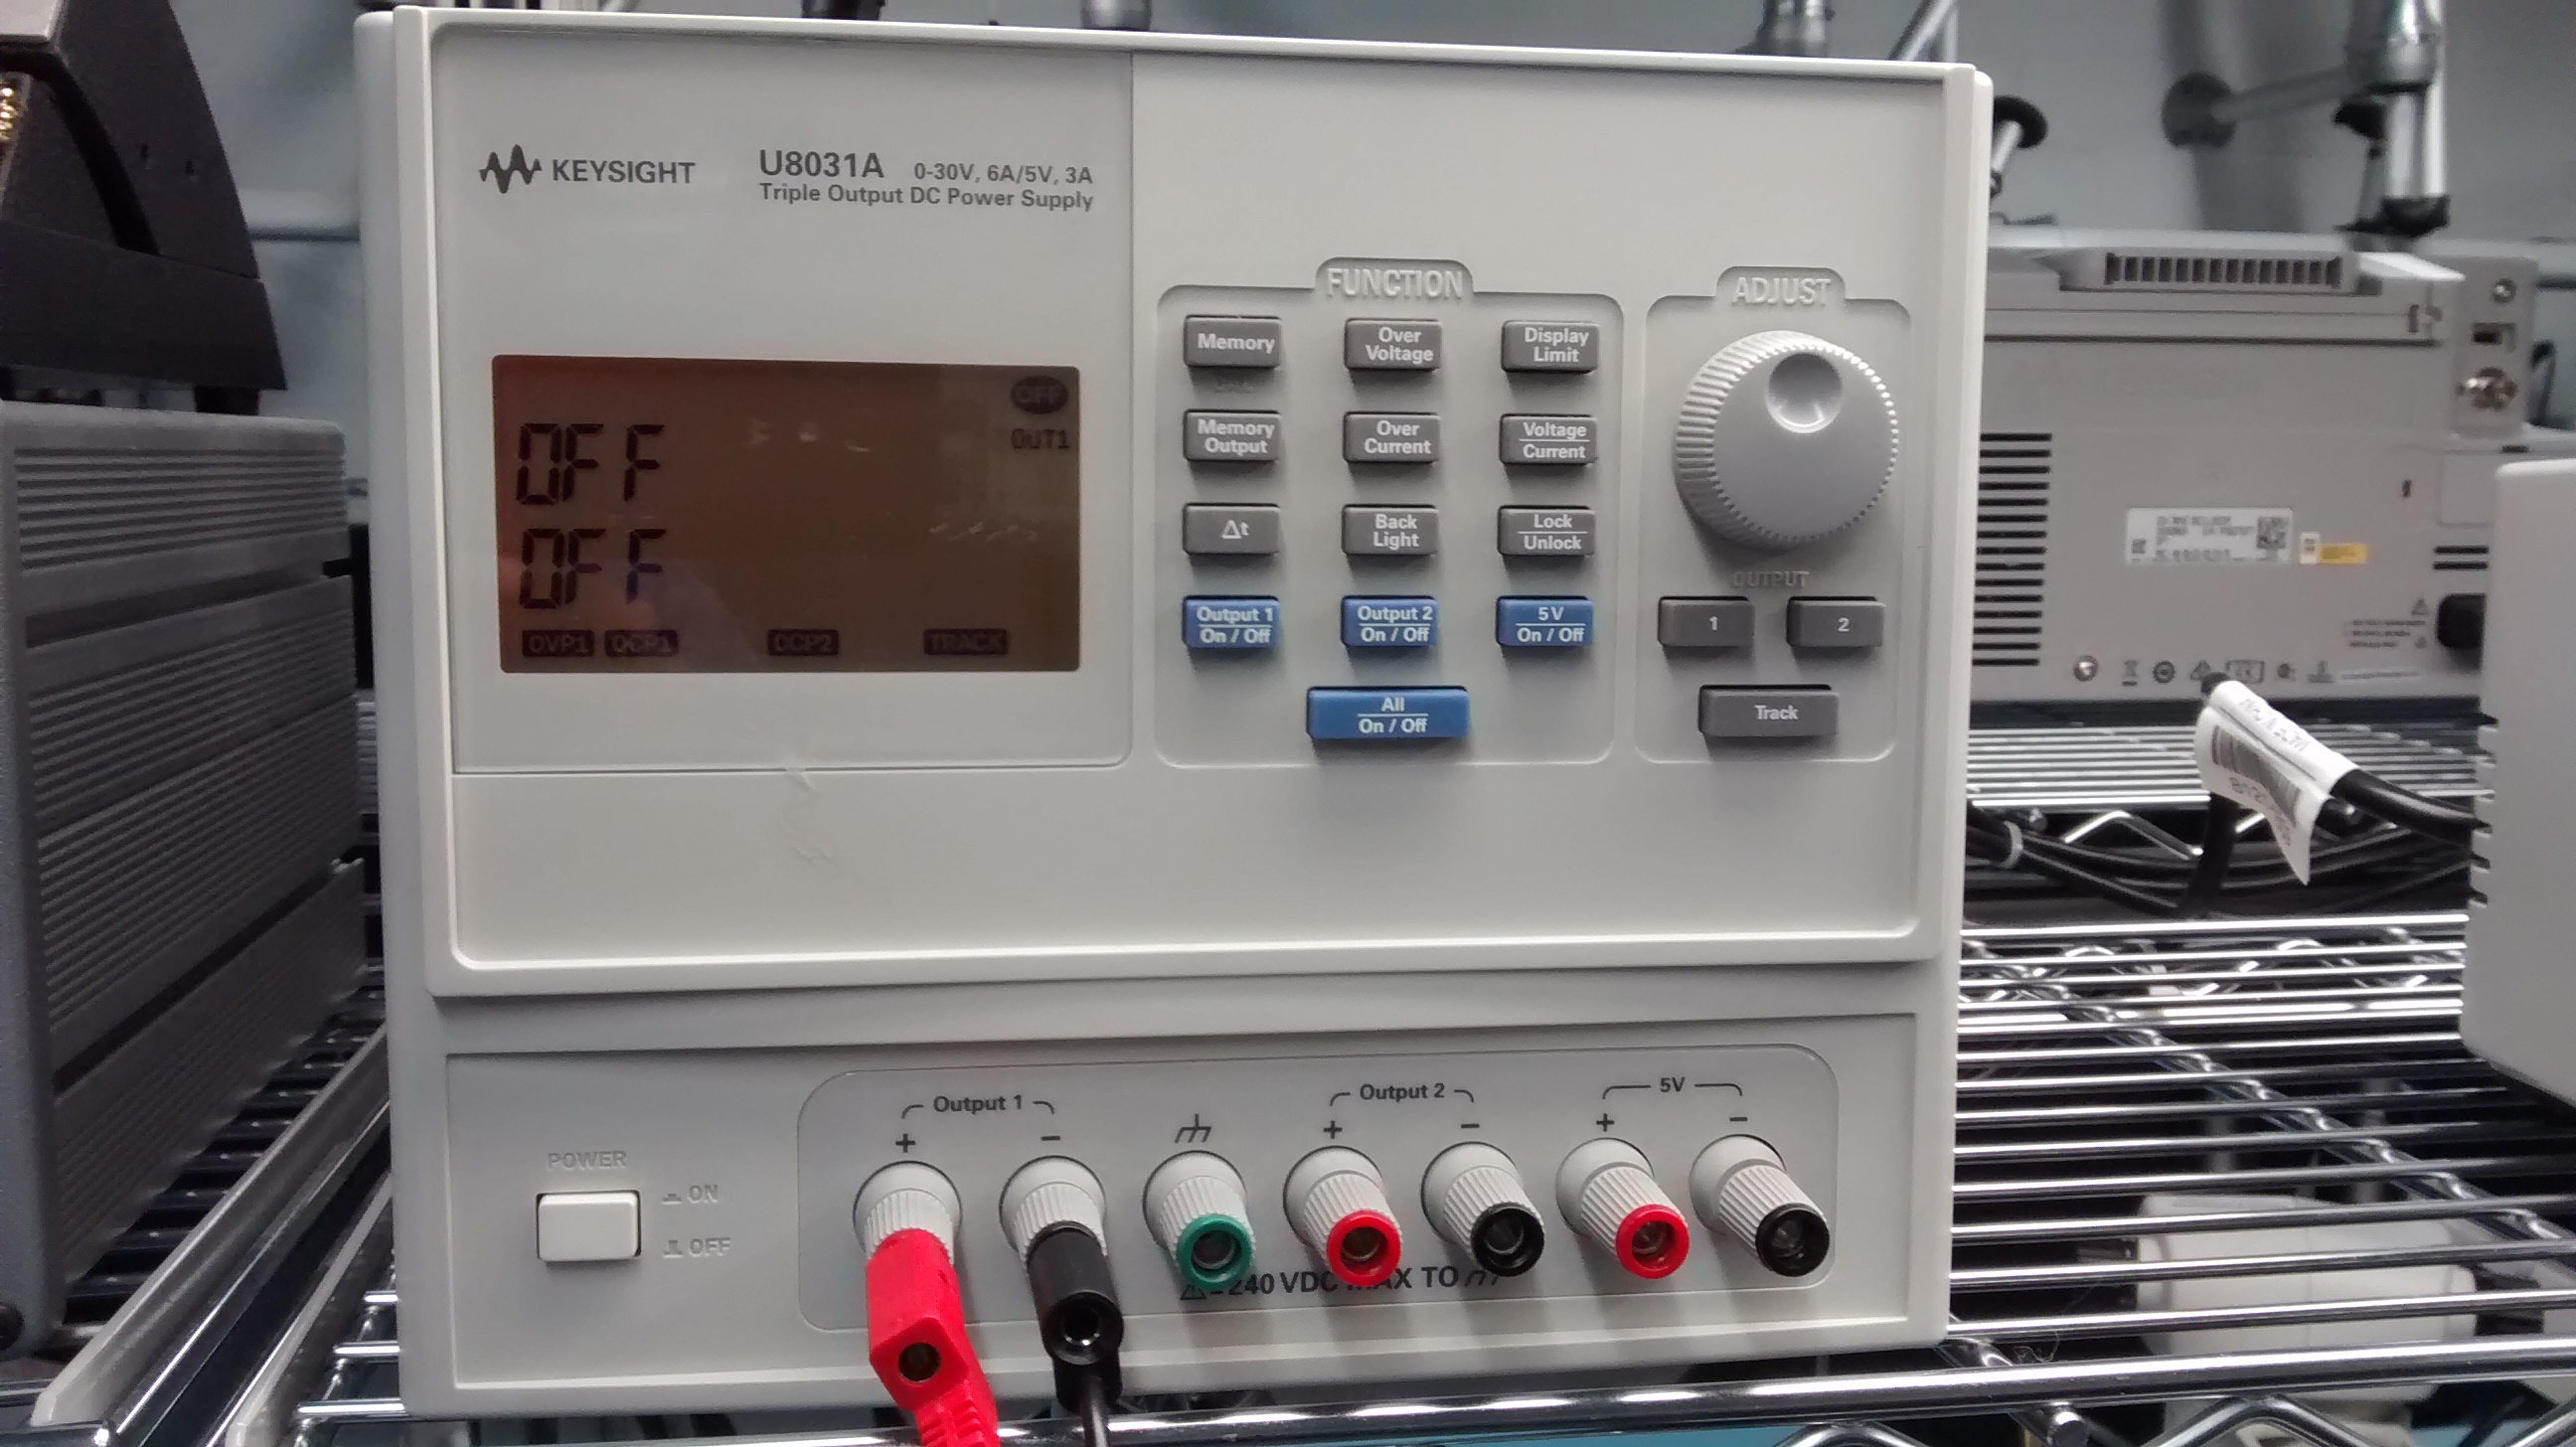 KEYSIGHT
U8031A 0-30V, 6A/5V, 3A
Triple Output DC Power Supply
OFF
OUT1
OFF
OFF
OVP1 OCP1 OCP2 TRACK
FUNCTION
Memory
Over Voltage
Display Limit
Memory Output
Over Current
Voltage Current
Δt
Back Light
Lock Unlock
Output 1 On / Off
Output 2 On / Off
5V On / Off
All On / Off
ADJUST
OUTPUT
1 2
Track
POWER
ON
OFF
Output 1
+ −
Output 2
+ −
5V
+ −
240 VDC MAX TO